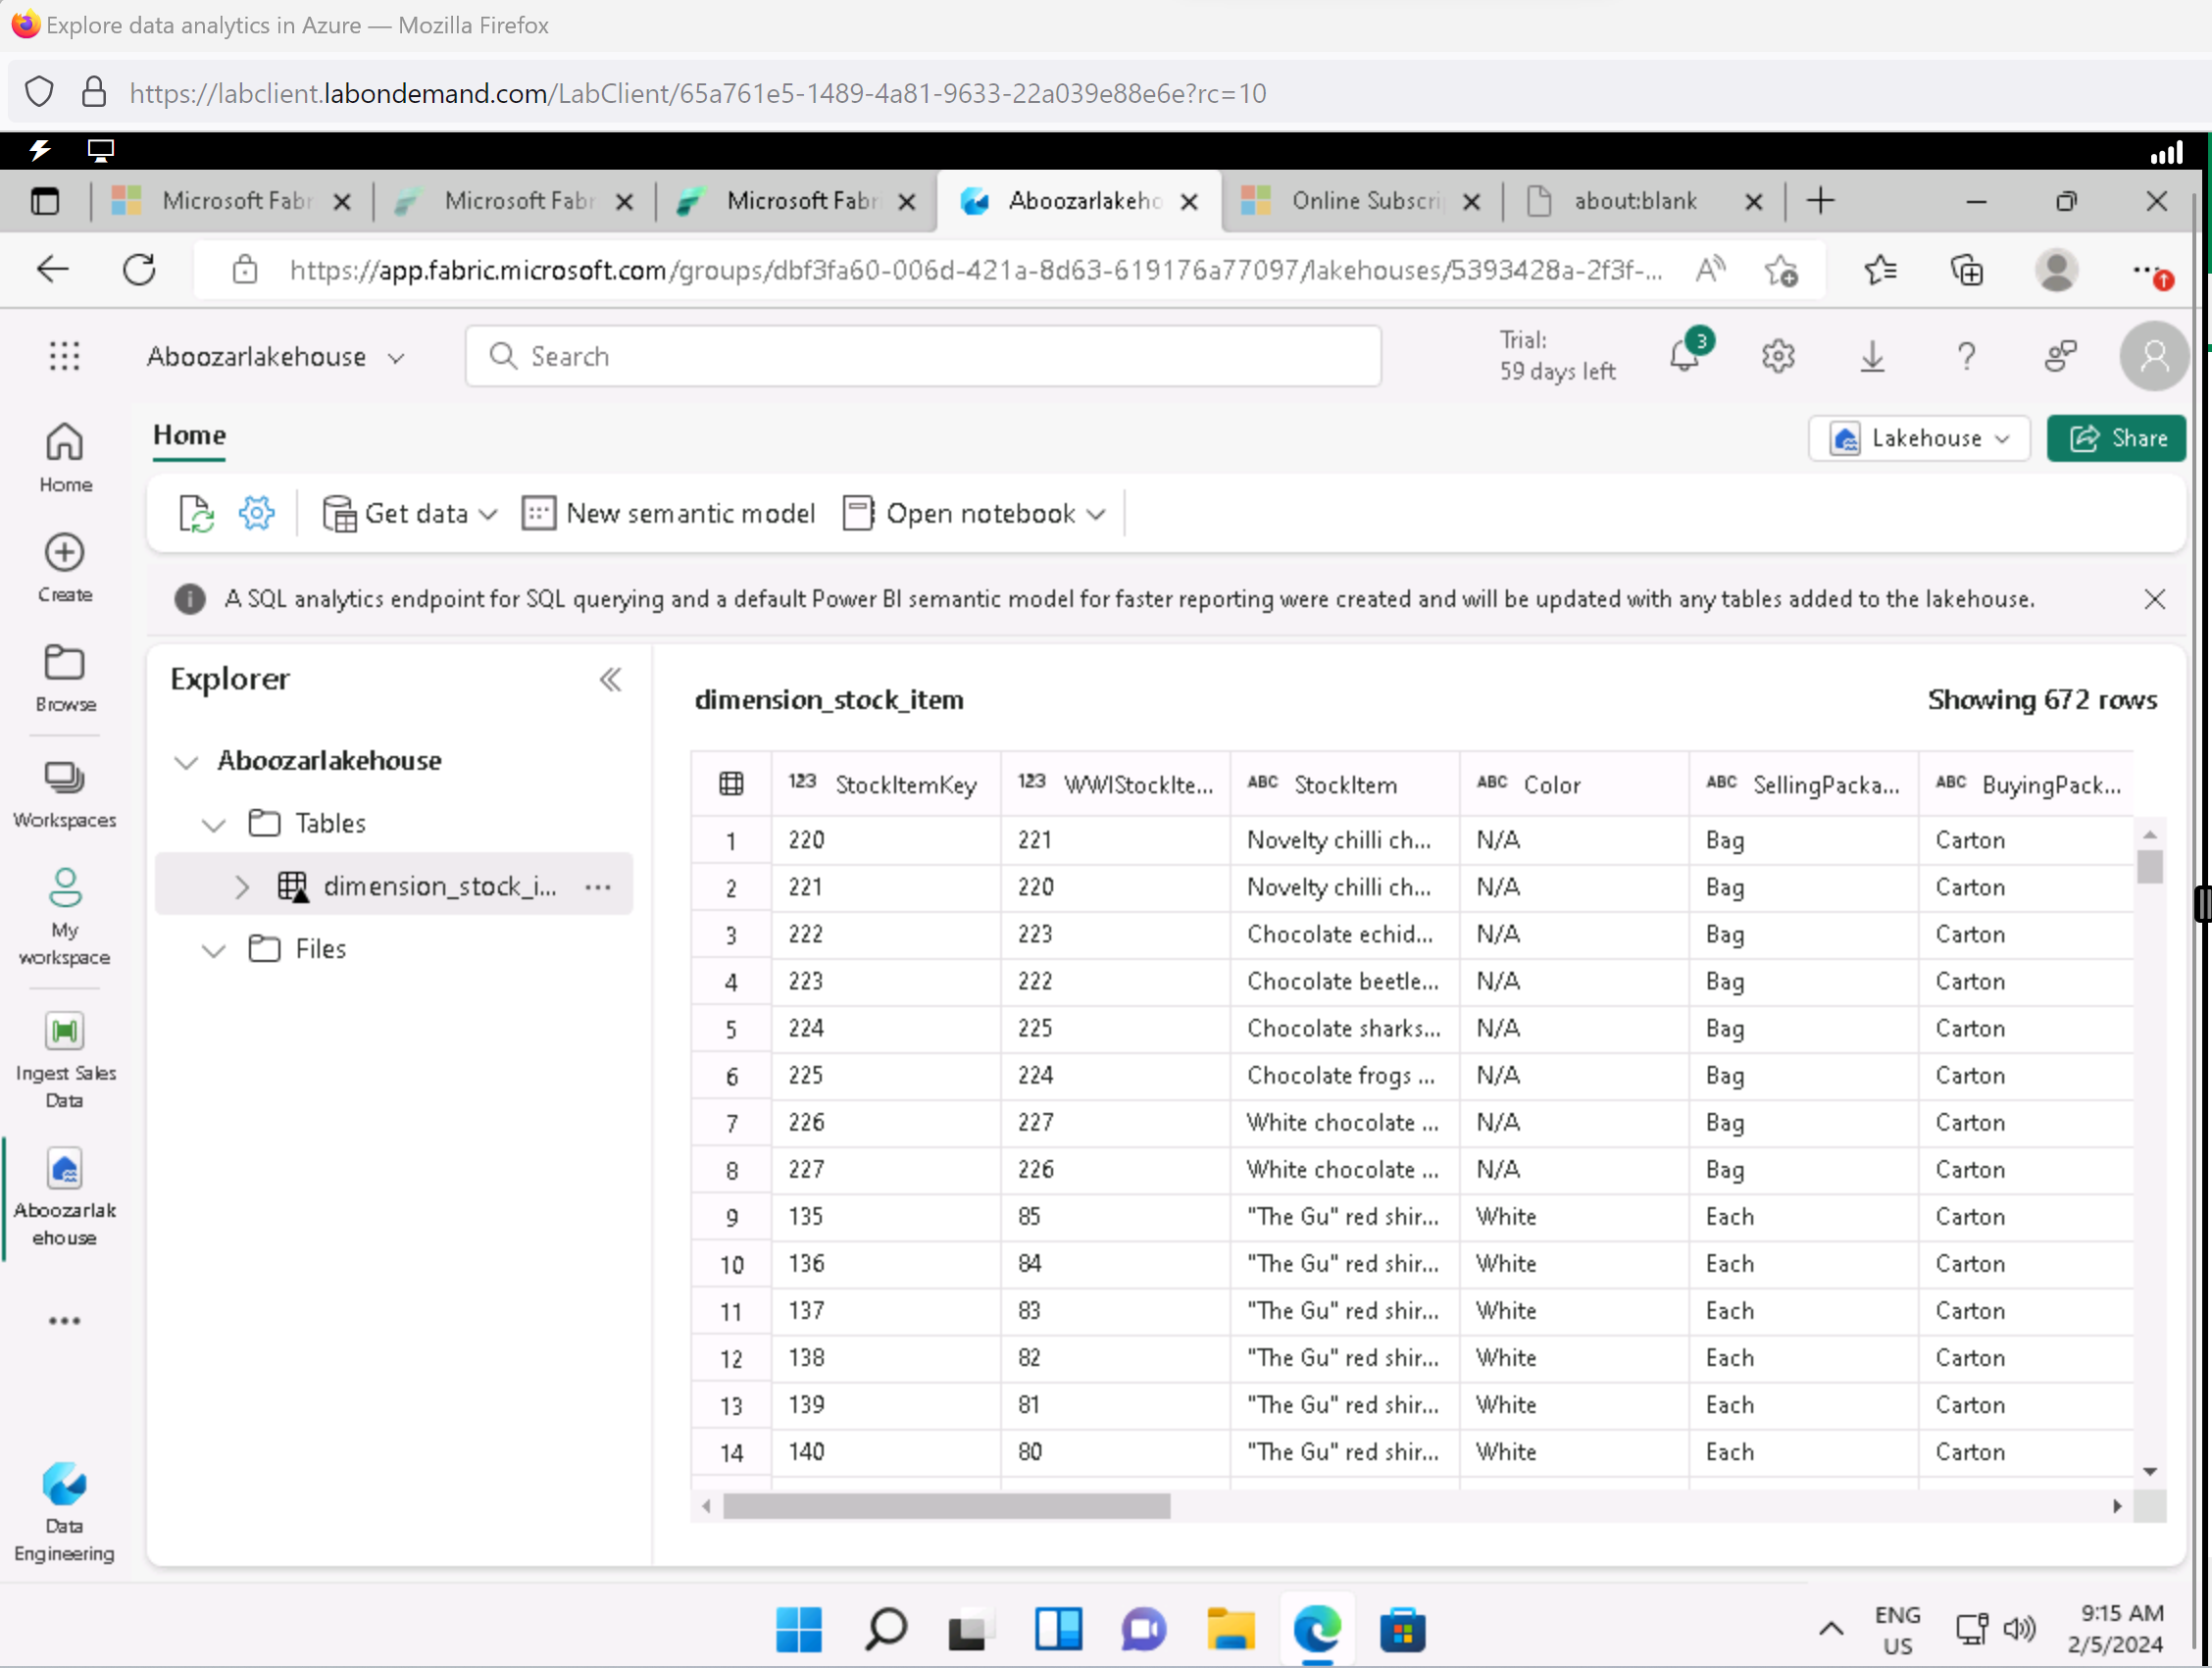 Explore data analytics in Azure — Mozilla Firefox
https://labclient.labondemand.com/LabClient/65a761e5-1489-4a81-9633-22a039e88e6e?rc=10
Microsoft Fabr
Microsoft Fabr
Microsoft Fabr
Aboozarlakeho
Online Subscri
about:blank
https://app.fabric.microsoft.com/groups/dbf3fa60-006d-421a-8d63-619176a77097/lakehouses/5393428a-2f3f-...
Aboozarlakehouse
Search
Trial:
59 days left
3
Home
Lakehouse
Share
Get data
New semantic model
Open notebook
A SQL analytics endpoint for SQL querying and a default Power BI semantic model for faster reporting were created and will be updated with any tables added to the lakehouse.
Home
Create
Browse
Workspaces
My
workspace
Ingest Sales
Data
Aboozarlak
ehouse
Data
Engineering
Explorer
Aboozarlakehouse
Tables
dimension_stock_i...
Files
dimension_stock_item
Showing 672 rows
123 StockItemKey 123 WWIStockIte... ABC StockItem ABC Color ABC SellingPacka... ABC BuyingPack...
1 220 221 Novelty chilli ch... N/A Bag Carton
2 221 220 Novelty chilli ch... N/A Bag Carton
3 222 223 Chocolate echid... N/A Bag Carton
4 223 222 Chocolate beetle... N/A Bag Carton
5 224 225 Chocolate sharks... N/A Bag Carton
6 225 224 Chocolate frogs ... N/A Bag Carton
7 226 227 White chocolate ... N/A Bag Carton
8 227 226 White chocolate ... N/A Bag Carton
9 135 85 "The Gu" red shir... White Each Carton
10 136 84 "The Gu" red shir... White Each Carton
11 137 83 "The Gu" red shir... White Each Carton
12 138 82 "The Gu" red shir... White Each Carton
13 139 81 "The Gu" red shir... White Each Carton
14 140 80 "The Gu" red shir... White Each Carton
ENG
US
9:15 AM
2/5/2024